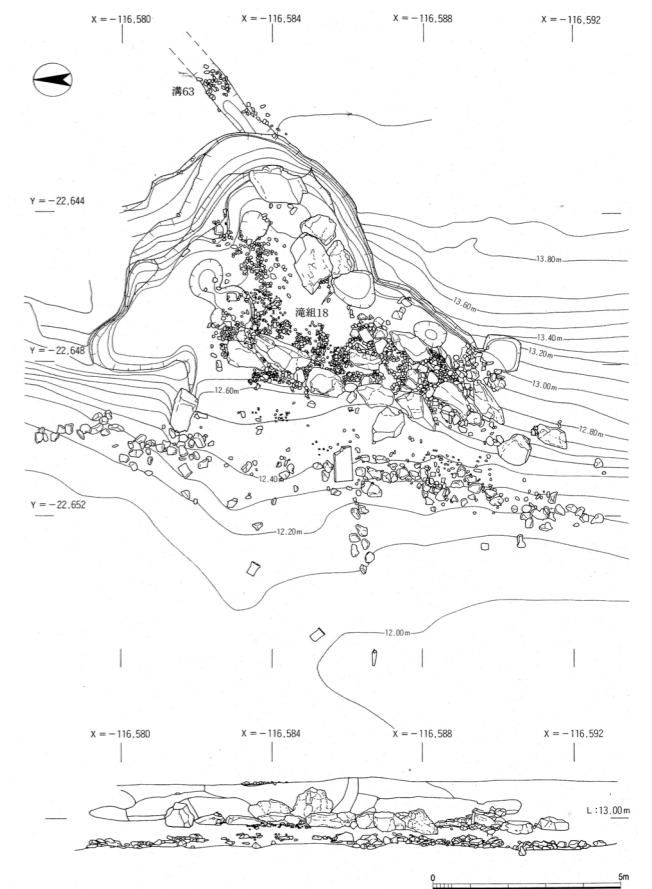 X = -116,580
X = -116,584
X = -116,588
X = -116,592
溝63
Y = -22,644
13.80m
13.60m
滝組18
13.40m
13.20m
Y = -22,648
13.00m
12.60m
12.80m
12.40m
Y = -22,652
12.20m
12.00m
X = -116,580
X = -116,584
X = -116,588
X = -116,592
L:13.00m
0
5m